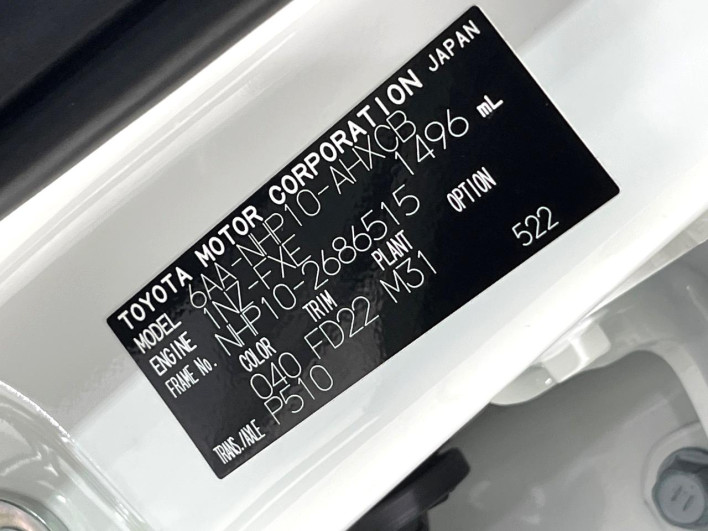 TOYOTA MOTOR CORPORATION JAPAN
MODEL 6AA-NHP10-AHXCB
ENGINE 1NZ-FXE 1496 mL
FRAME No. NHP10-2686515
COLOR TRIM PLANT OPTION
040 FD22 M31 522
TRANS./AXLE P510